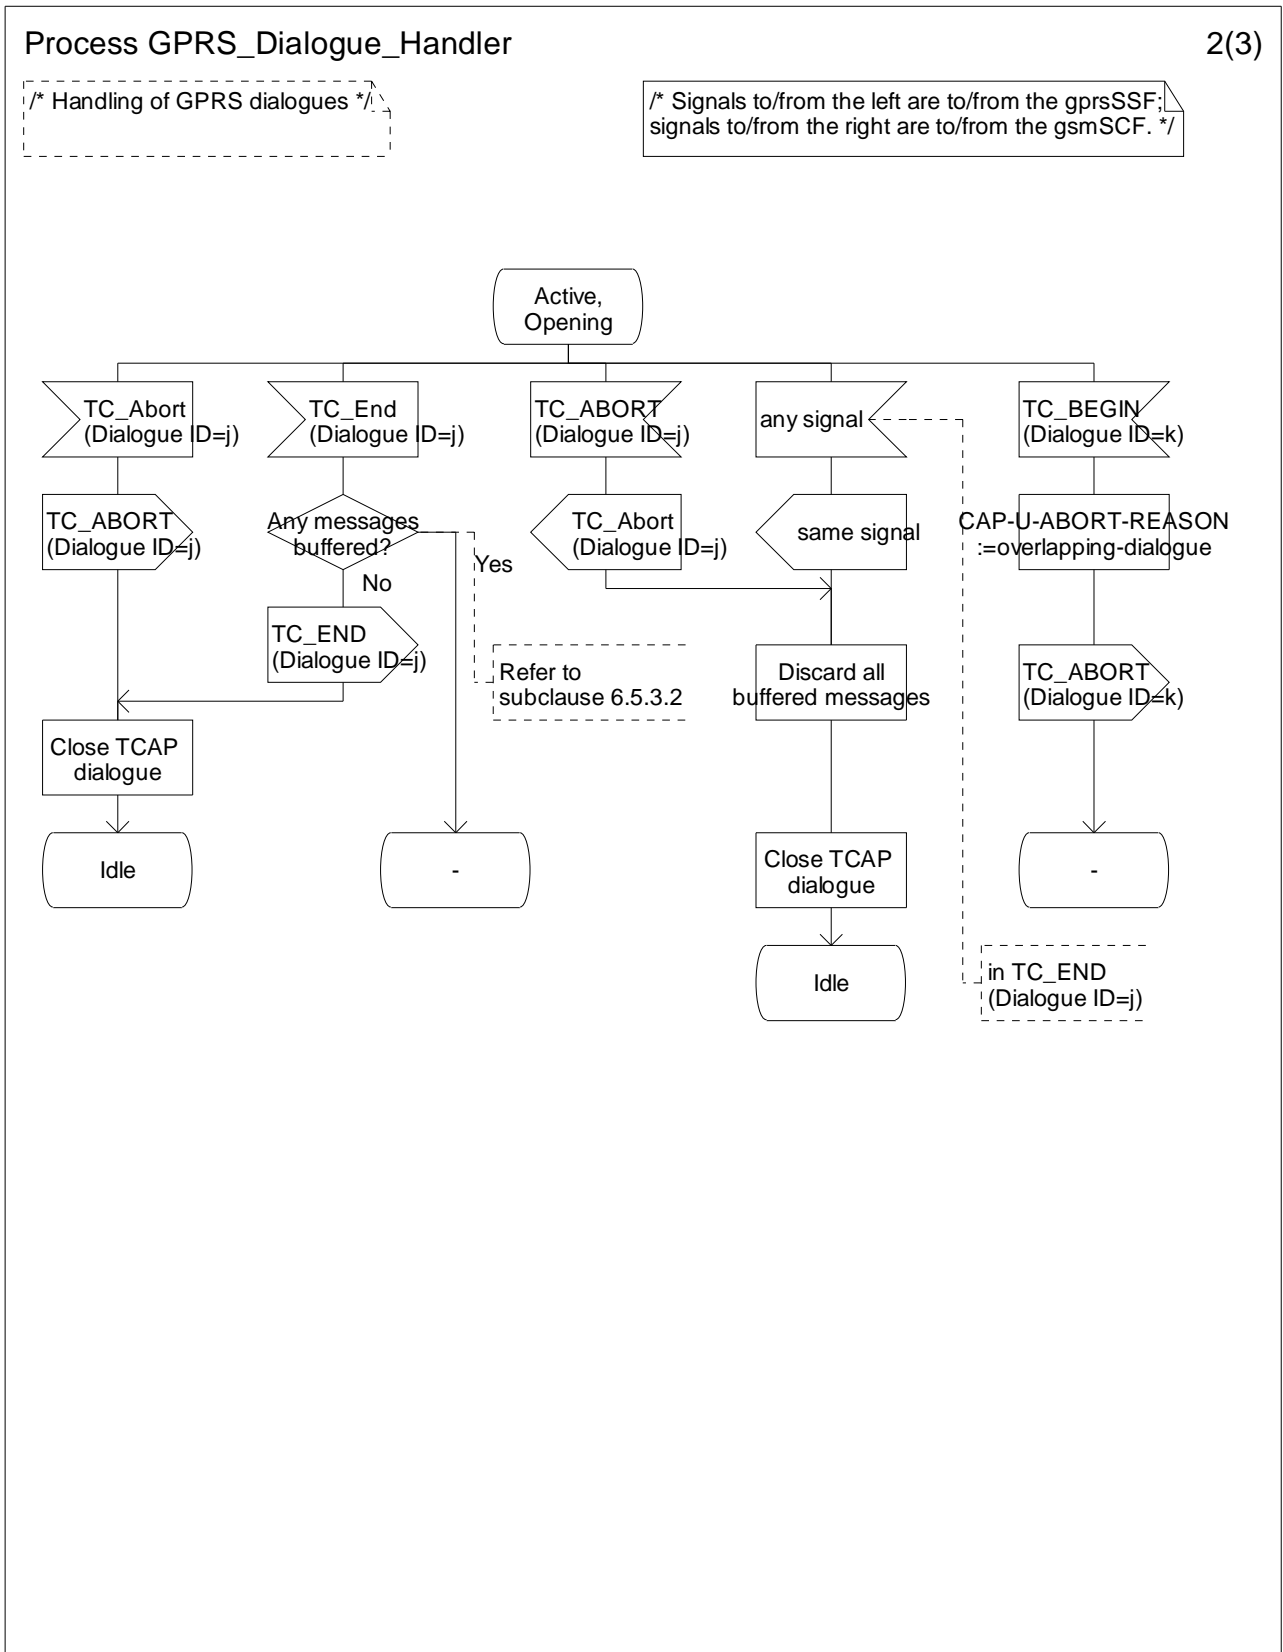 Process GPRS_Dialogue_Handler
2(3)
/* Handling of GPRS dialogues */
/* Signals to/from the left are to/from the gprsSSF;
signals to/from the right are to/from the gsmSCF. */
Active,
Opening
TC_Abort
(Dialogue ID=j)
TC_End
(Dialogue ID=j)
TC_ABORT
(Dialogue ID=j)
any signal
TC_BEGIN
(Dialogue ID=k)
TC_ABORT
(Dialogue ID=j)
Any messages
buffered?
Yes
No
TC_Abort
(Dialogue ID=j)
same signal
CAP-U-ABORT-REASON
:=overlapping-dialogue
TC_END
(Dialogue ID=j)
Refer to
subclause 6.5.3.2
Discard all
buffered messages
TC_ABORT
(Dialogue ID=k)
Close TCAP
dialogue
Idle
-
Close TCAP
dialogue
-
Idle
in TC_END
(Dialogue ID=j)